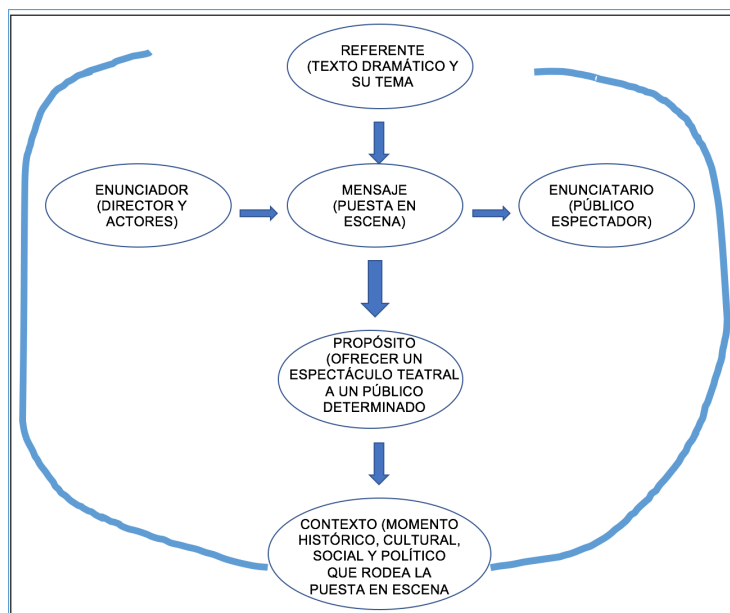 REFERENTE
(TEXTO DRAMÁTICO Y
SU TEMA
ENUNCIADOR
(DIRECTOR Y
ACTORES)
MENSAJE
(PUESTA EN
ESCENA)
ENUNCIATARIO
(PÚBLICO
ESPECTADOR)
PROPÓSITO
(OFRECER UN
ESPECTÁCULO TEATRAL
A UN PÚBLICO
DETERMINADO
CONTEXTO (MOMENTO
HISTÓRICO, CULTURAL,
SOCIAL Y POLÍTICO
QUE RODEA LA
PUESTA EN ESCENA